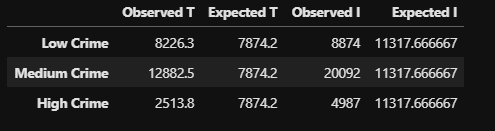 Observed T Expected T Observed I Expected I
Low Crime 8226.3 7874.2 8874 11317.666667
Medium Crime 12882.5 7874.2 20092 11317.666667
High Crime 2513.8 7874.2 4987 11317.666667